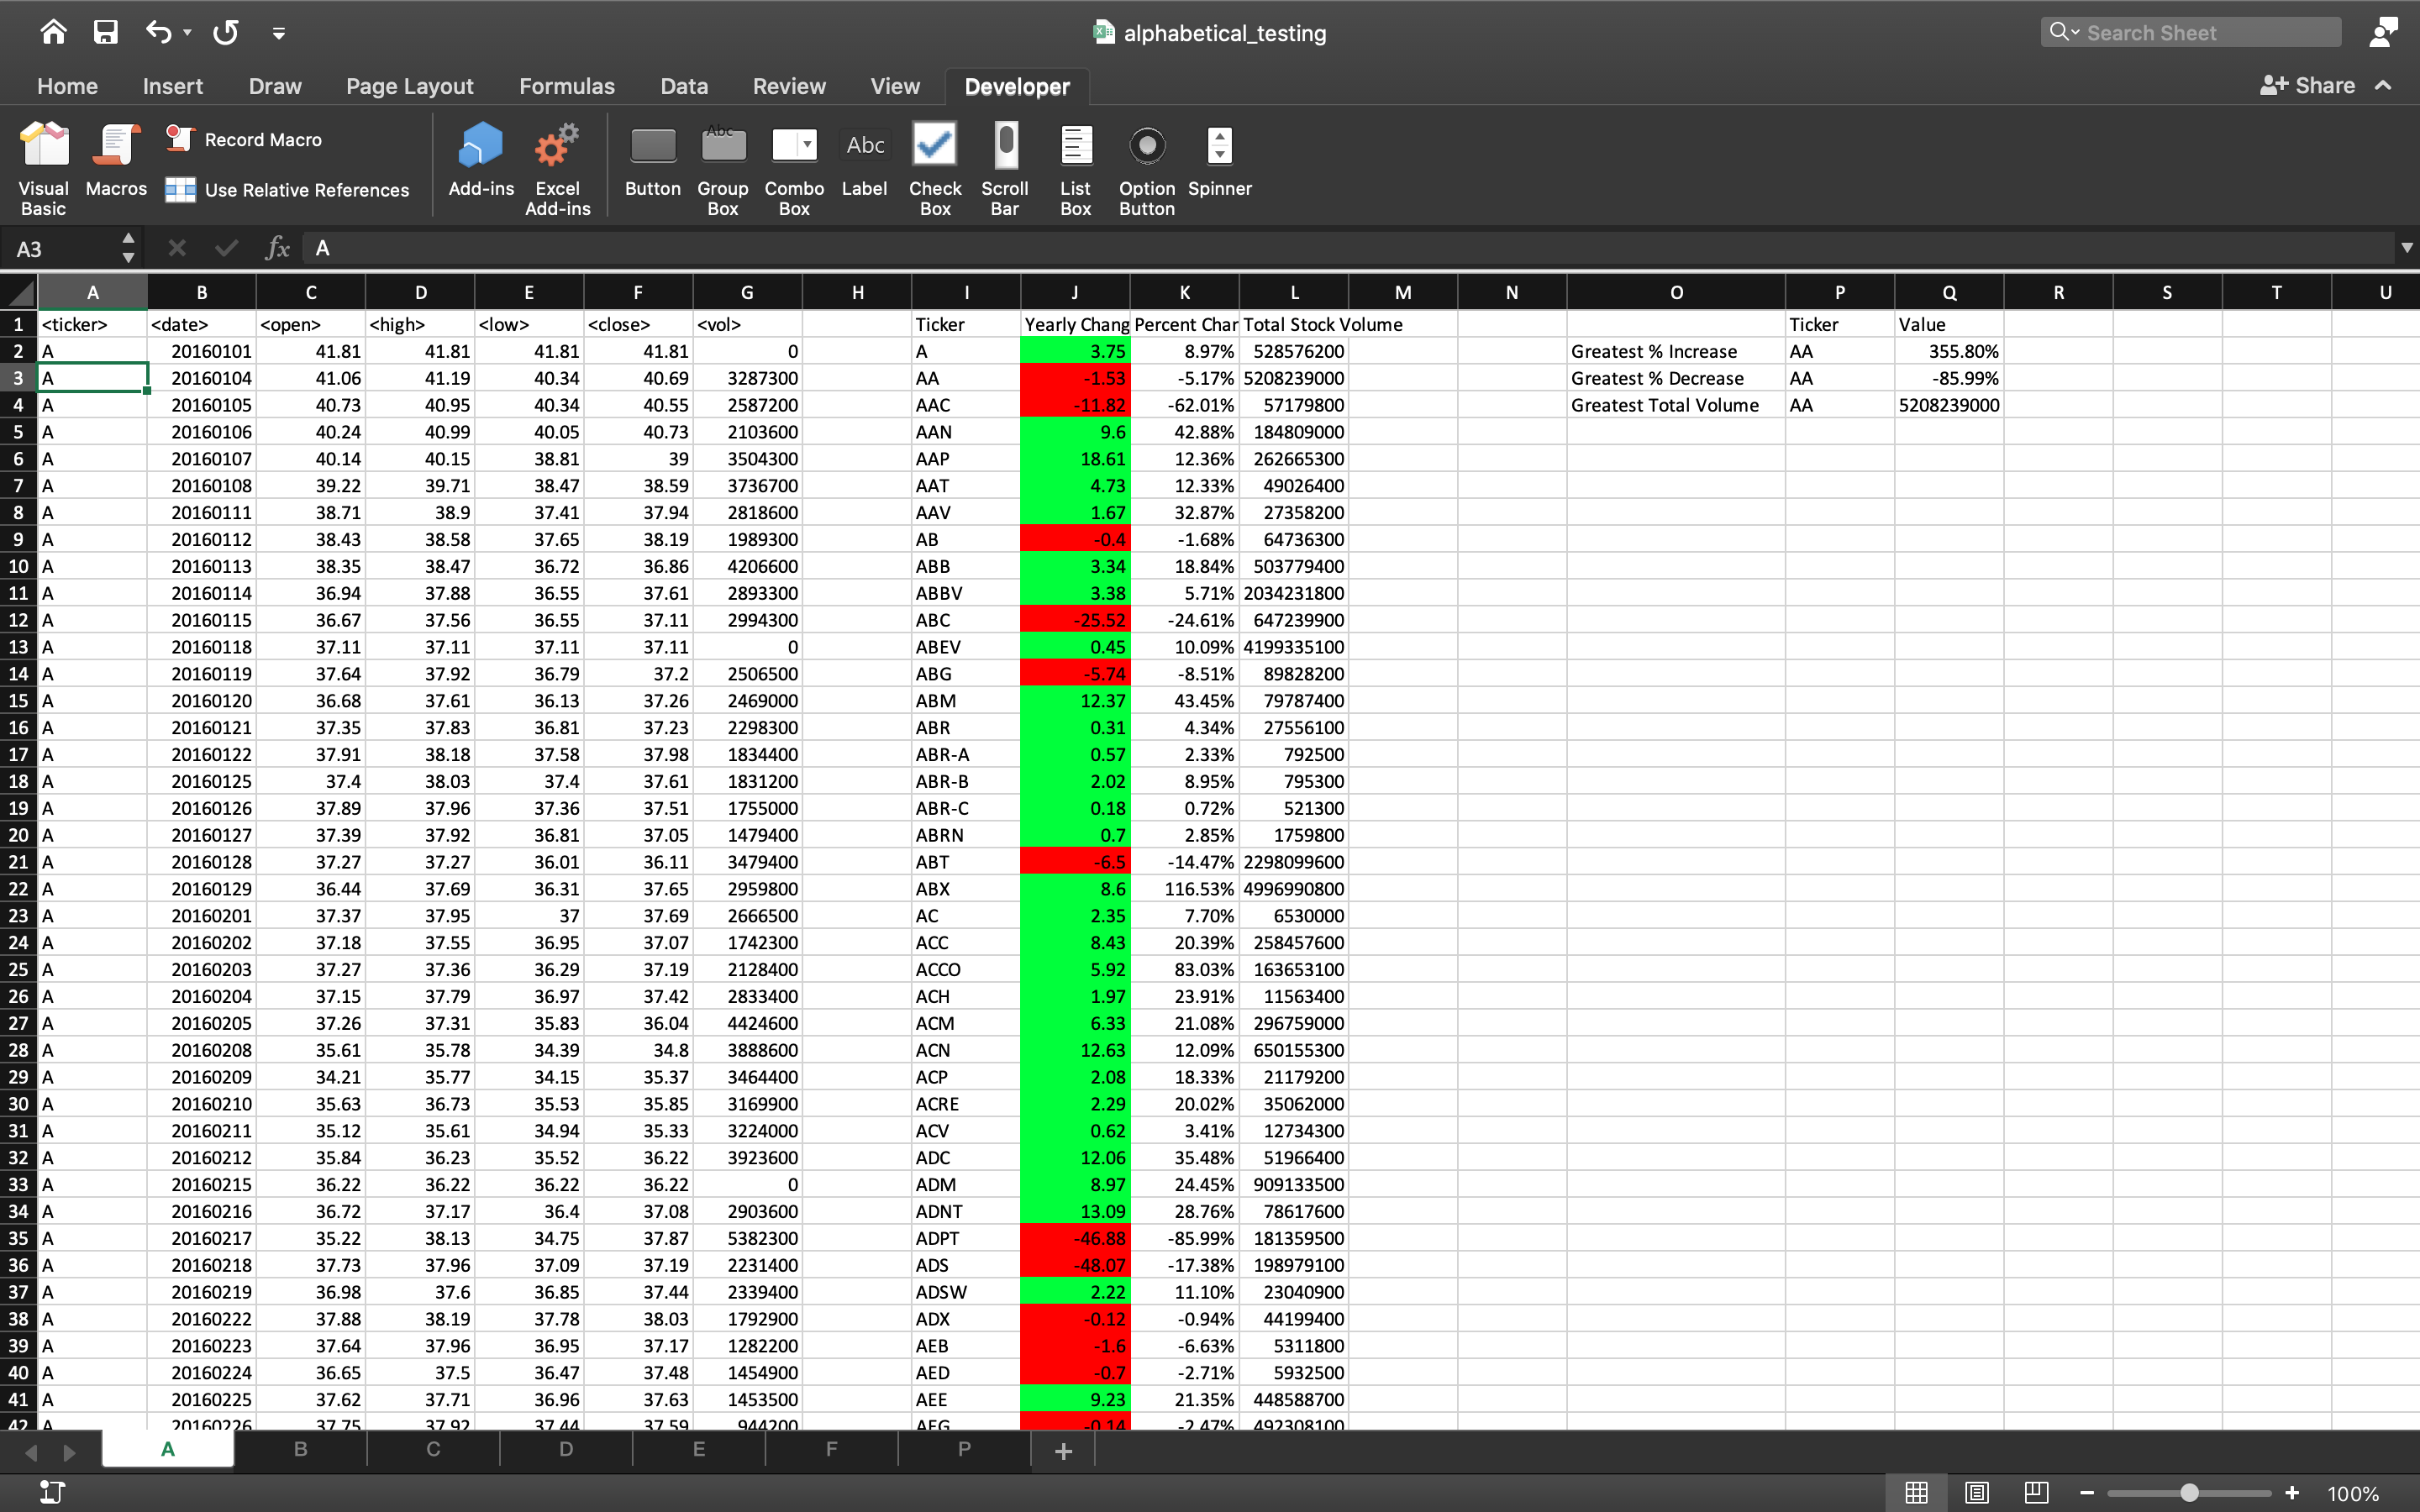 alphabetical_testing
Search Sheet
Home Insert Draw Page Layout Formulas Data Review View Developer Share
Visual Basic Macros Record Macro Use Relative References Add-ins Excel Add-ins Button Group Box Combo Box Label Check Box Scroll Bar List Box Option Button Spinner
Abc Abc
A3 fx A
A B C D E F G H I J K L M N O P Q R S T U
1 <ticker> <date> <open> <high> <low> <close> <vol> Ticker Yearly Chang Percent Char Total Stock Volume Ticker Value
2 A 20160101 41.81 41.81 41.81 41.81 0 A 3.75 8.97% 528576200 Greatest % Increase AA 355.80%
3 A 20160104 41.06 41.19 40.34 40.69 3287300 AA -1.53 -5.17% 5208239000 Greatest % Decrease AA -85.99%
4 A 20160105 40.73 40.95 40.34 40.55 2587200 AAC -11.82 -62.01% 57179800 Greatest Total Volume AA 5208239000
5 A 20160106 40.24 40.99 40.05 40.73 2103600 AAN 9.6 42.88% 184809000
6 A 20160107 40.14 40.15 38.81 39 3504300 AAP 18.61 12.36% 262665300
7 A 20160108 39.22 39.71 38.47 38.59 3736700 AAT 4.73 12.33% 49026400
8 A 20160111 38.71 38.9 37.41 37.94 2818600 AAV 1.67 32.87% 27358200
9 A 20160112 38.43 38.58 37.65 38.19 1989300 AB -0.4 -1.68% 64736300
10 A 20160113 38.35 38.47 36.72 36.86 4206600 ABB 3.34 18.84% 503779400
11 A 20160114 36.94 37.88 36.55 37.61 2893300 ABBV 3.38 5.71% 2034231800
12 A 20160115 36.67 37.56 36.55 37.11 2994300 ABC -25.52 -24.61% 647239900
13 A 20160118 37.11 37.11 37.11 37.11 0 ABEV 0.45 10.09% 4199335100
14 A 20160119 37.64 37.92 36.79 37.2 2506500 ABG -5.74 -8.51% 89828200
15 A 20160120 36.68 37.61 36.13 37.26 2469000 ABM 12.37 43.45% 79787400
16 A 20160121 37.35 37.83 36.81 37.23 2298300 ABR 0.31 4.34% 27556100
17 A 20160122 37.91 38.18 37.58 37.98 1834400 ABR-A 0.57 2.33% 792500
18 A 20160125 37.4 38.03 37.4 37.61 1831200 ABR-B 2.02 8.95% 795300
19 A 20160126 37.89 37.96 37.36 37.51 1755000 ABR-C 0.18 0.72% 521300
20 A 20160127 37.39 37.92 36.81 37.05 1479400 ABRN 0.7 2.85% 1759800
21 A 20160128 37.27 37.27 36.01 36.11 3479400 ABT -6.5 -14.47% 2298099600
22 A 20160129 36.44 37.69 36.31 37.65 2959800 ABX 8.6 116.53% 4996990800
23 A 20160201 37.37 37.95 37 37.69 2666500 AC 2.35 7.70% 6530000
24 A 20160202 37.18 37.55 36.95 37.07 1742300 ACC 8.43 20.39% 258457600
25 A 20160203 37.27 37.36 36.29 37.19 2128400 ACCO 5.92 83.03% 163653100
26 A 20160204 37.15 37.79 36.97 37.42 2833400 ACH 1.97 23.91% 11563400
27 A 20160205 37.26 37.31 35.83 36.04 4424600 ACM 6.33 21.08% 296759000
28 A 20160208 35.61 35.78 34.39 34.8 3888600 ACN 12.63 12.09% 650155300
29 A 20160209 34.21 35.77 34.15 35.37 3464400 ACP 2.08 18.33% 21179200
30 A 20160210 35.63 36.73 35.53 35.85 3169900 ACRE 2.29 20.02% 35062000
31 A 20160211 35.12 35.61 34.94 35.33 3224000 ACV 0.62 3.41% 12734300
32 A 20160212 35.84 36.23 35.52 36.22 3923600 ADC 12.06 35.48% 51966400
33 A 20160215 36.22 36.22 36.22 36.22 0 ADM 8.97 24.45% 909133500
34 A 20160216 36.72 37.17 36.4 37.08 2903600 ADNT 13.09 28.76% 78617600
35 A 20160217 35.22 38.13 34.75 37.87 5382300 ADPT -46.88 -85.99% 181359500
36 A 20160218 37.73 37.96 37.09 37.19 2231400 ADS -48.07 -17.38% 198979100
37 A 20160219 36.98 37.6 36.85 37.44 2339400 ADSW 2.22 11.10% 23040900
38 A 20160222 37.88 38.19 37.78 38.03 1792900 ADX -0.12 -0.94% 44199400
39 A 20160223 37.64 37.96 36.95 37.17 1282200 AEB -1.6 -6.63% 5311800
40 A 20160224 36.65 37.5 36.47 37.48 1454900 AED -0.7 -2.71% 5932500
41 A 20160225 37.62 37.71 36.96 37.63 1453500 AEE 9.23 21.35% 448588700
42 A 20160226 37.75 37.92 37.44 37.59 944200 AEG -0.14 -2.47% 492308100
A B C D E F P +
100%